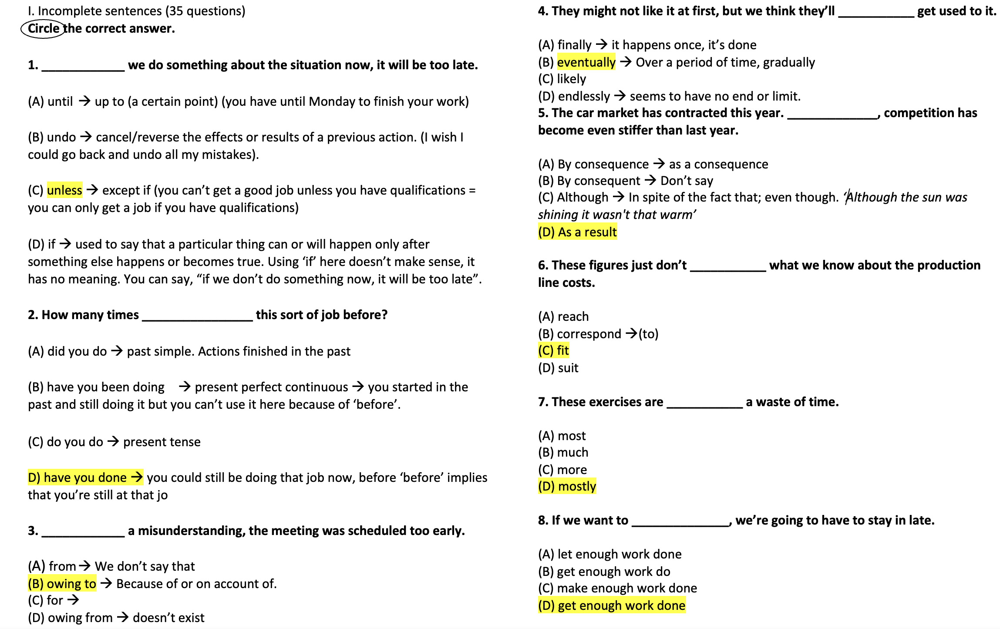 I. Incomplete sentences (35 questions)
Circle the correct answer.
1. ____________ we do something about the situation now, it will be too late.
(A) until → up to (a certain point) (you have until Monday to finish your work)
(B) undo → cancel/reverse the effects or results of a previous action. (I wish I
could go back and undo all my mistakes).
(C) unless → except if (you can’t get a good job unless you have qualifications =
you can only get a job if you have qualifications)
(D) if → used to say that a particular thing can or will happen only after
something else happens or becomes true. Using ‘if’ here doesn’t make sense, it
has no meaning. You can say, “if we don’t do something now, it will be too late”.
2. How many times ________________ this sort of job before?
(A) did you do → past simple. Actions finished in the past
(B) have you been doing → present perfect continuous → you started in the
past and still doing it but you can’t use it here because of ‘before’.
(C) do you do → present tense
D) have you done → you could still be doing that job now, before ‘before’ implies
that you’re still at that jo
3. ____________ a misunderstanding, the meeting was scheduled too early.
(A) from → We don’t say that
(B) owing to → Because of or on account of.
(C) for →
(D) owing from → doesn’t exist
4. They might not like it at first, but we think they’ll ___________ get used to it.
(A) finally → it happens once, it’s done
(B) eventually → Over a period of time, gradually
(C) likely
(D) endlessly → seems to have no end or limit.
5. The car market has contracted this year. _____________, competition has
become even stiffer than last year.
(A) By consequence → as a consequence
(B) By consequent → Don’t say
(C) Although → In spite of the fact that; even though. ‘Although the sun was
shining it wasn't that warm’
(D) As a result
6. These figures just don’t ___________ what we know about the production
line costs.
(A) reach
(B) correspond →(to)
(C) fit
(D) suit
7. These exercises are ___________ a waste of time.
(A) most
(B) much
(C) more
(D) mostly
8. If we want to ______________, we’re going to have to stay in late.
(A) let enough work done
(B) get enough work do
(C) make enough work done
(D) get enough work done